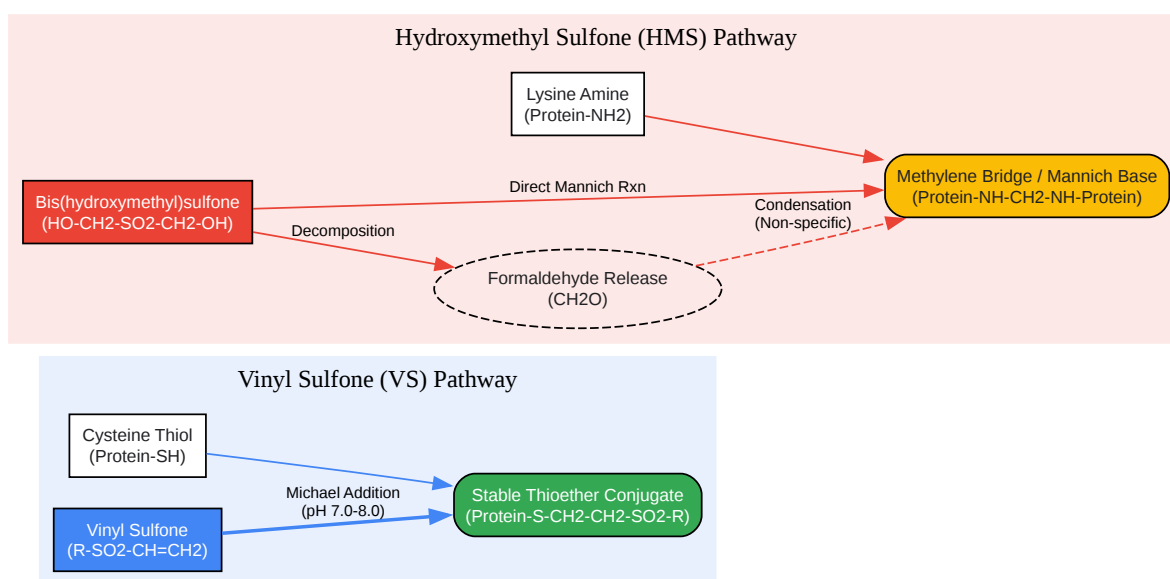 Hydroxymethyl Sulfone (HMS) Pathway
Lysine Amine
(Protein-NH2)
Bis(hydroxymethyl)sulfone
(HO-CH2-SO2-CH2-OH)
Direct Mannich Rxn
Methylene Bridge / Mannich Base
(Protein-NH-CH2-NH-Protein)
Decomposition
Condensation
(Non-specific)
Formaldehyde Release
(CH2O)
Vinyl Sulfone (VS) Pathway
Cysteine Thiol
(Protein-SH)
Michael Addition
(pH 7.0-8.0)
Stable Thioether Conjugate
(Protein-S-CH2-CH2-SO2-R)
Vinyl Sulfone
(R-SO2-CH=CH2)